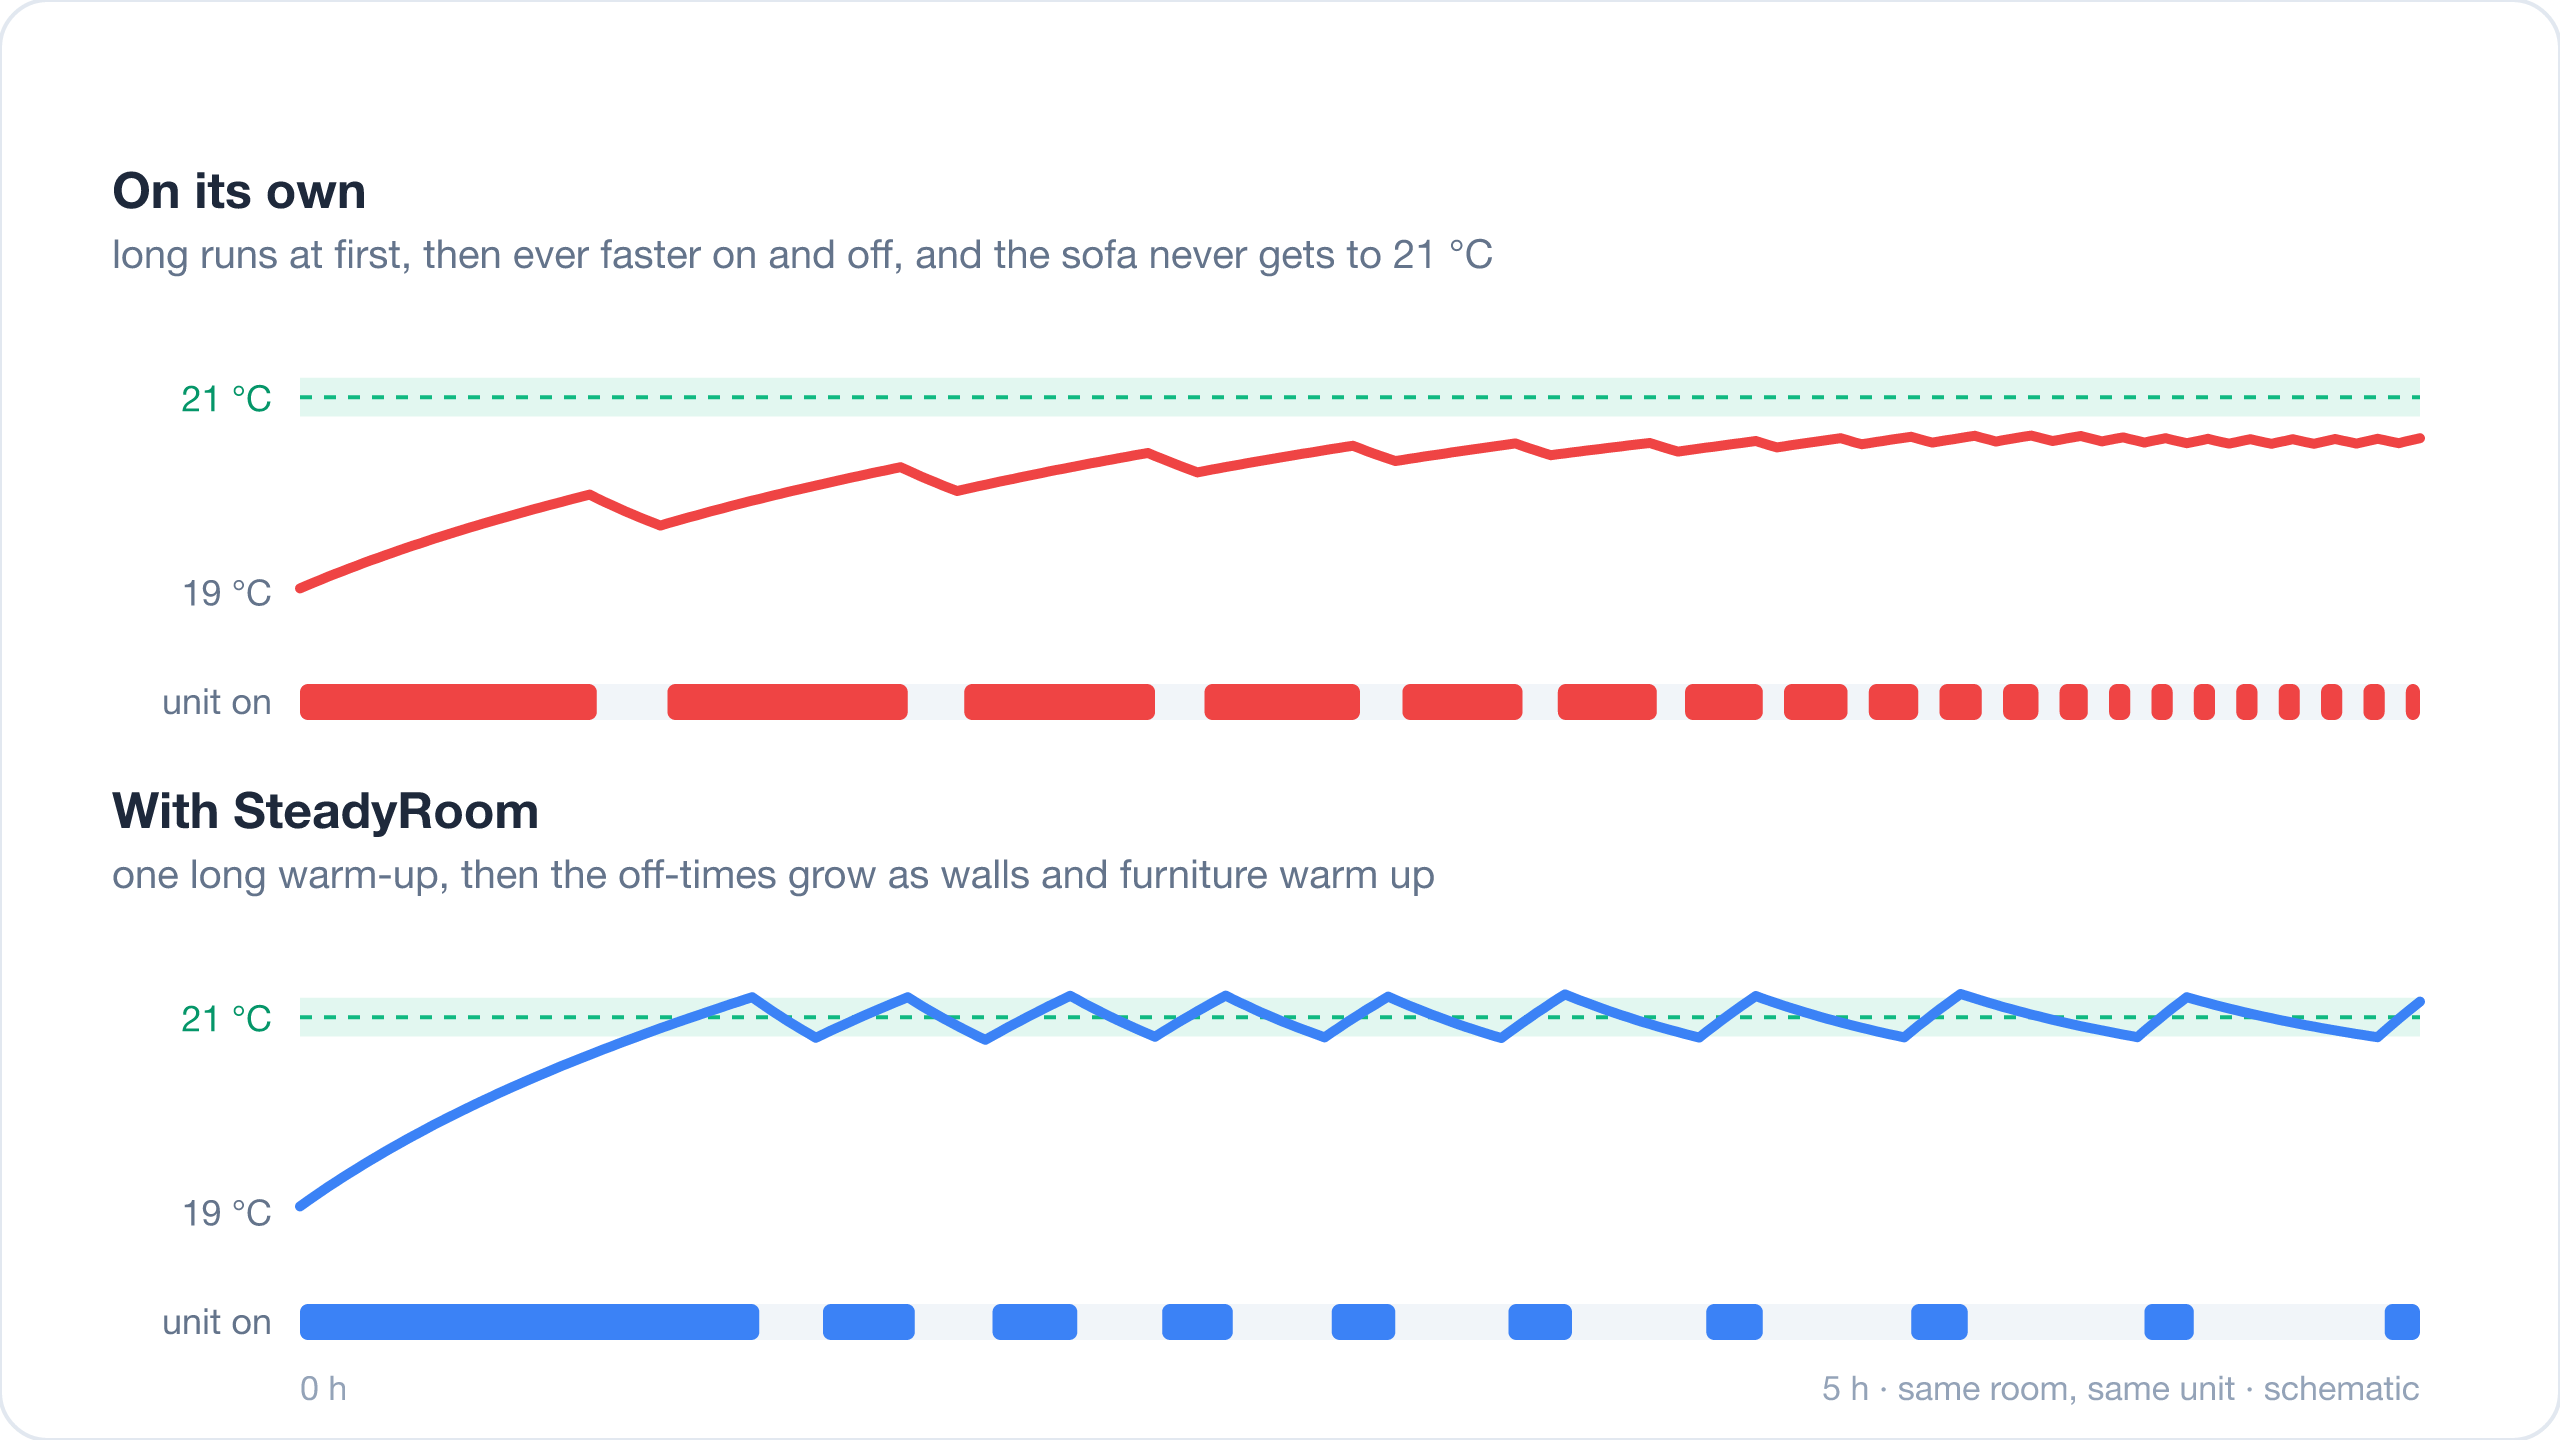 On its own
long runs at first, then ever faster on and off, and the sofa never gets to 21 °C
21 °C
19 °C
unit on
With SteadyRoom
one long warm-up, then the off-times grow as walls and furniture warm up
21 °C
19 °C
unit on
0 h
5 h · same room, same unit · schematic